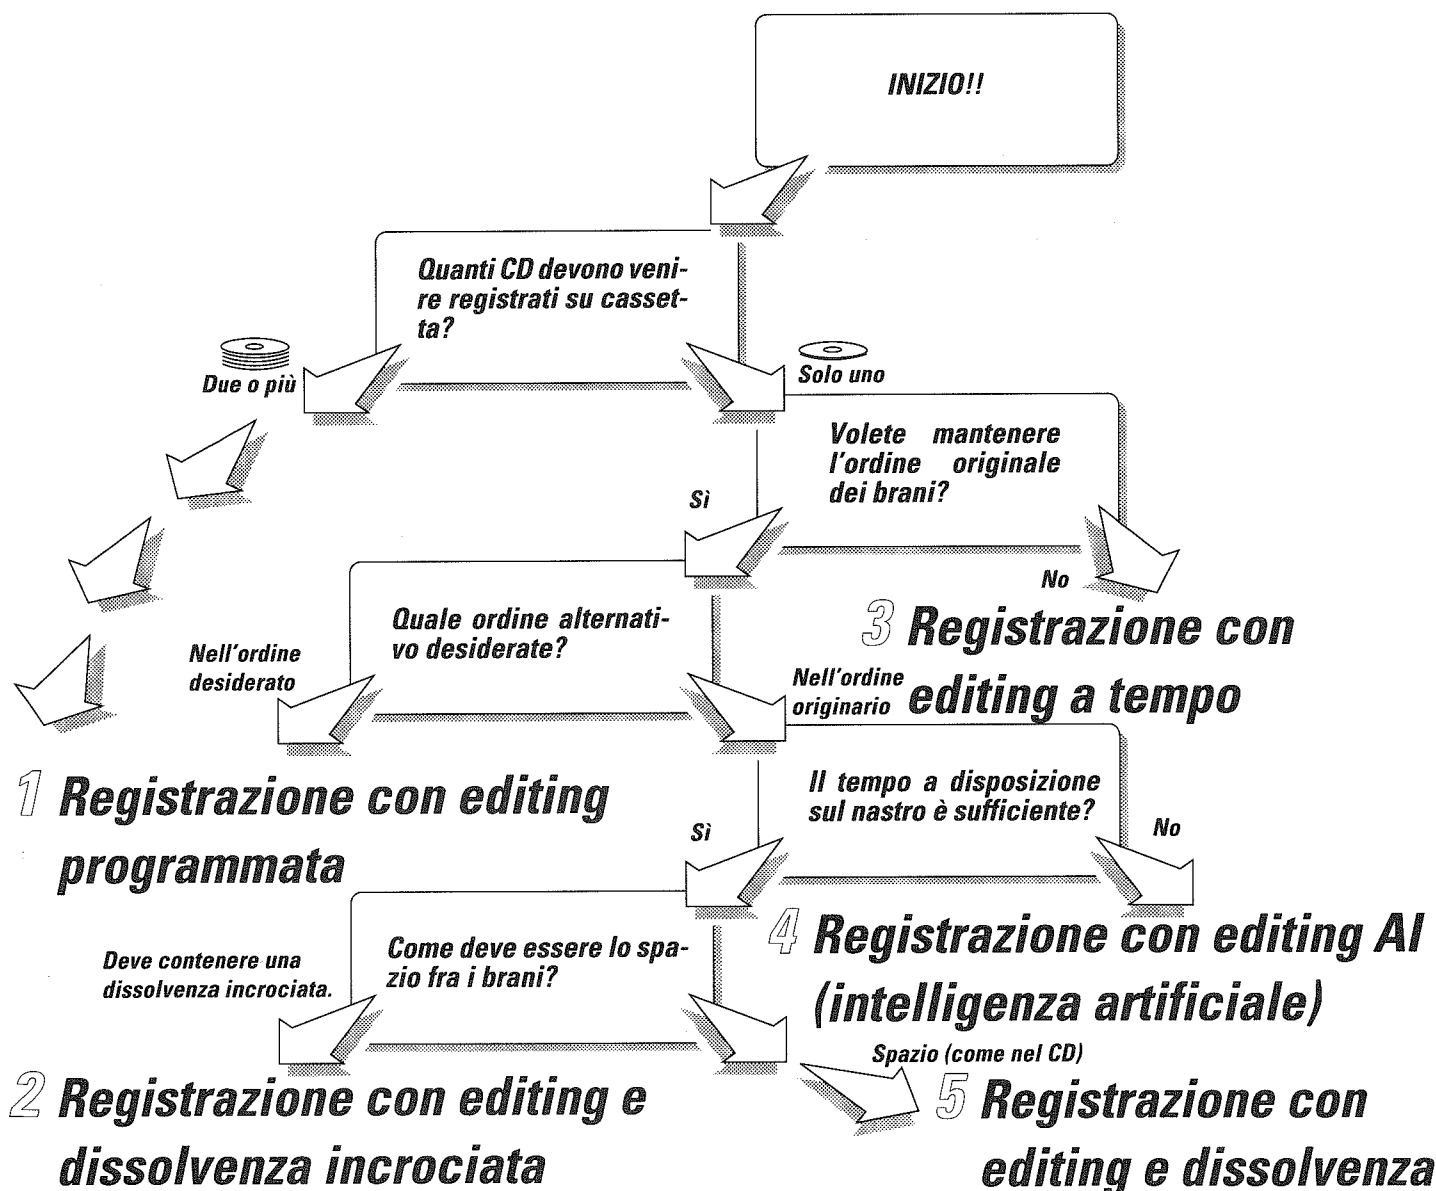 INIZIO!!
Quanti CD devono veni-
re registrati su casset-
ta?
Due o più
Solo uno
Volete mantenere
l'ordine originale
dei brani?
Sì
No
3 Registrazione con
editing a tempo
Quale ordine alternati-
vo desiderate?
Nell'ordine
desiderato
Nell'ordine
originario
1 Registrazione con editing
programmata
Il tempo a disposizione
sul nastro è sufficiente?
Sì
No
4 Registrazione con editing AI
(intelligenza artificiale)
Come deve essere lo spa-
zio fra i brani?
Deve contenere una
dissolvenza incrociata.
Spazio (come nel CD)
2 Registrazione con editing e
dissolvenza incrociata
5 Registrazione con
editing e dissolvenza